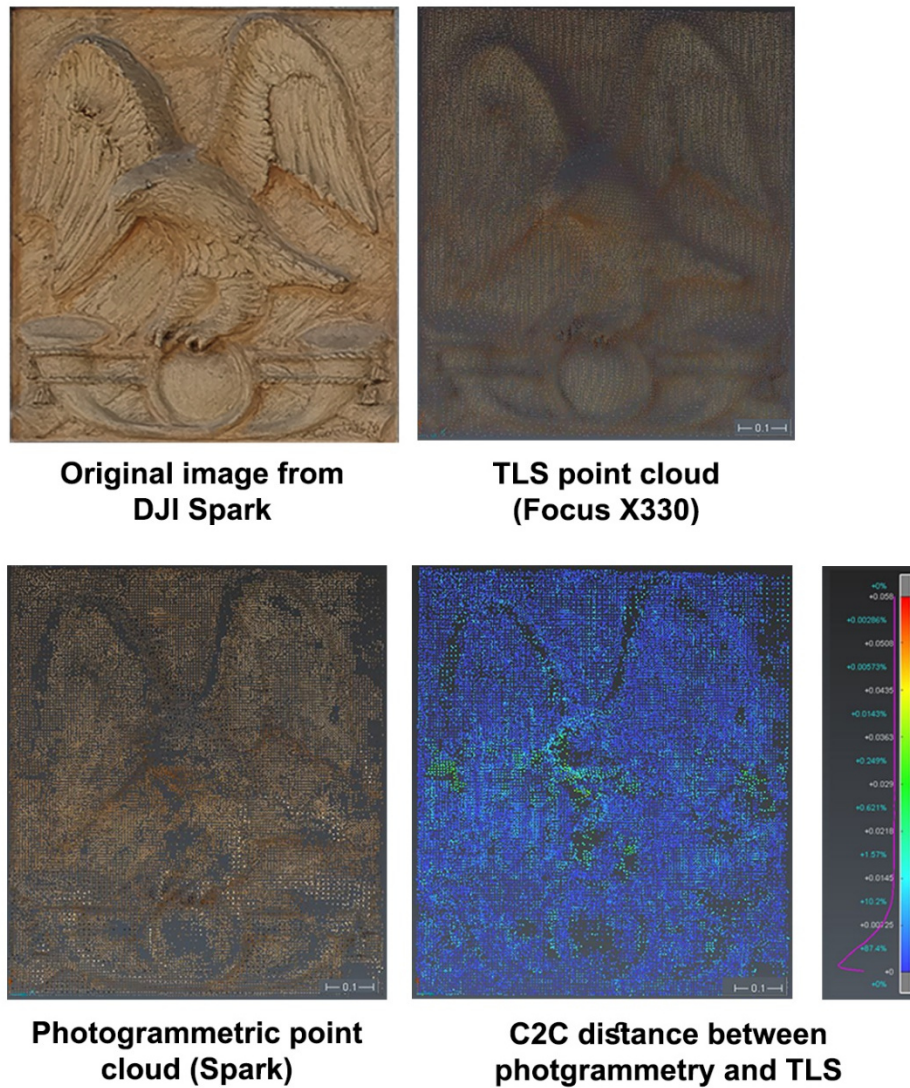 0.1
Original image from
DJI Spark
TLS point cloud
(Focus X330)
+0%
+0.058
+0.00286%
+0.0508
+0.00573%
+0.0435
+0.0143%
+0.0363
+0.249%
+0.029
+0.621%
+0.0218
+1.57%
+0.0145
+10.2%
+0.00725
+87.4%
+0
+0%
0.1
0.1
Photogrammetric point
cloud (Spark)
C2C distance between
photgrammetry and TLS